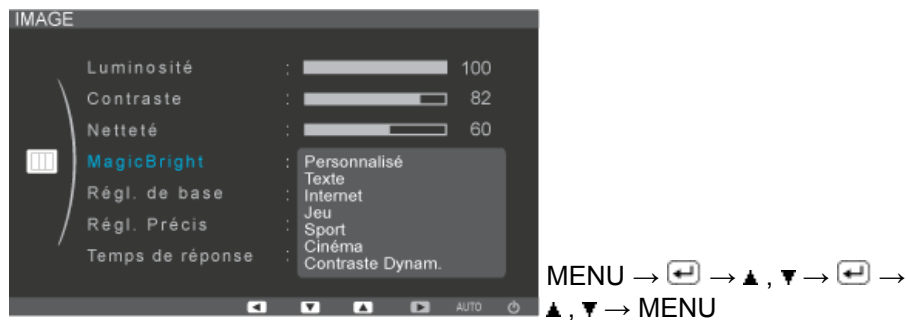 IMAGE
Luminosité : 100
Contraste : 82
Netteté : 60
MagicBright : Personnalisé
Texte
Régl. de base : Internet
Jeu
Régl. Précis : Sport
Cinéma
Temps de réponse : Contraste Dynam.
AUTO
MENU → → ▲ , ▼ → →
▲ , ▼ → MENU